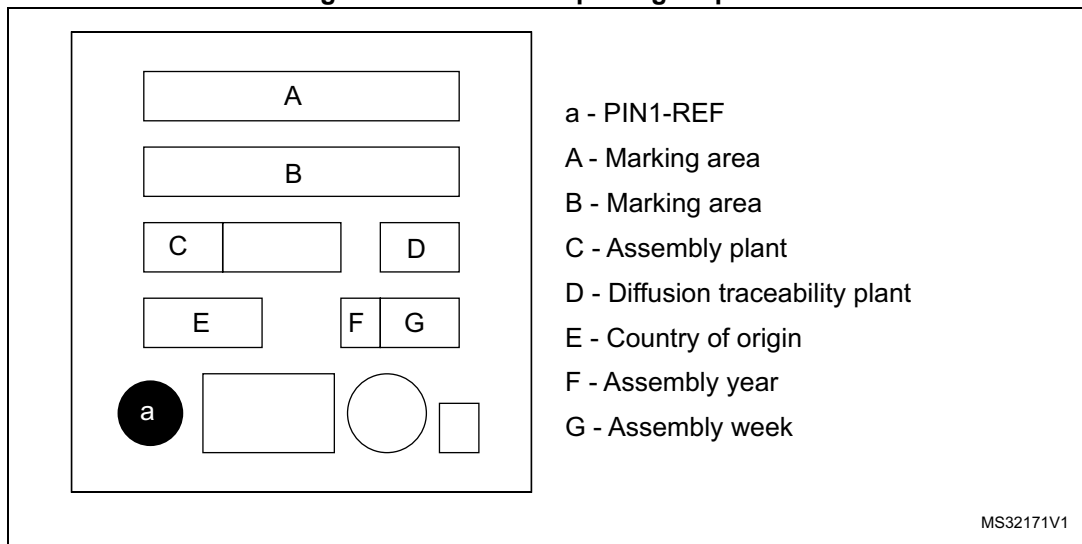 A
B
C
D
E
F
G
a
a - PIN1-REF
A - Marking area
B - Marking area
C - Assembly plant
D - Diffusion traceability plant
E - Country of origin
F - Assembly year
G - Assembly week
MS32171V1